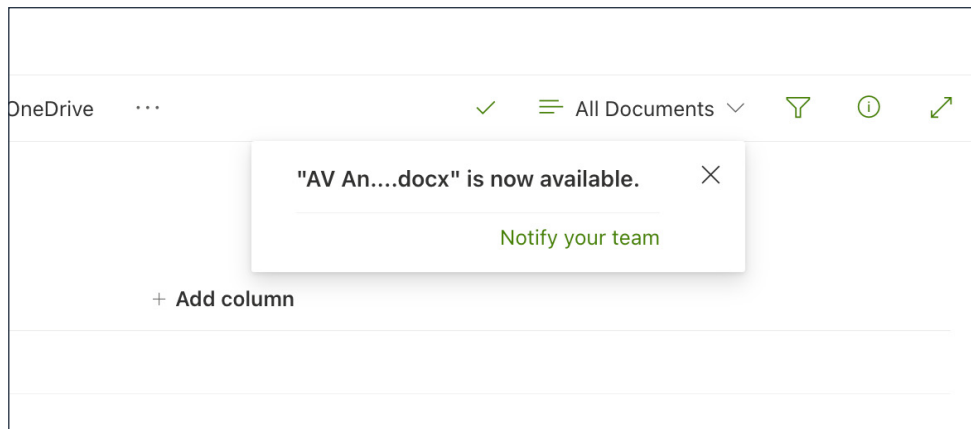 OneDrive ··· All Documents
"AV An....docx" is now available.
Notify your team
+ Add column